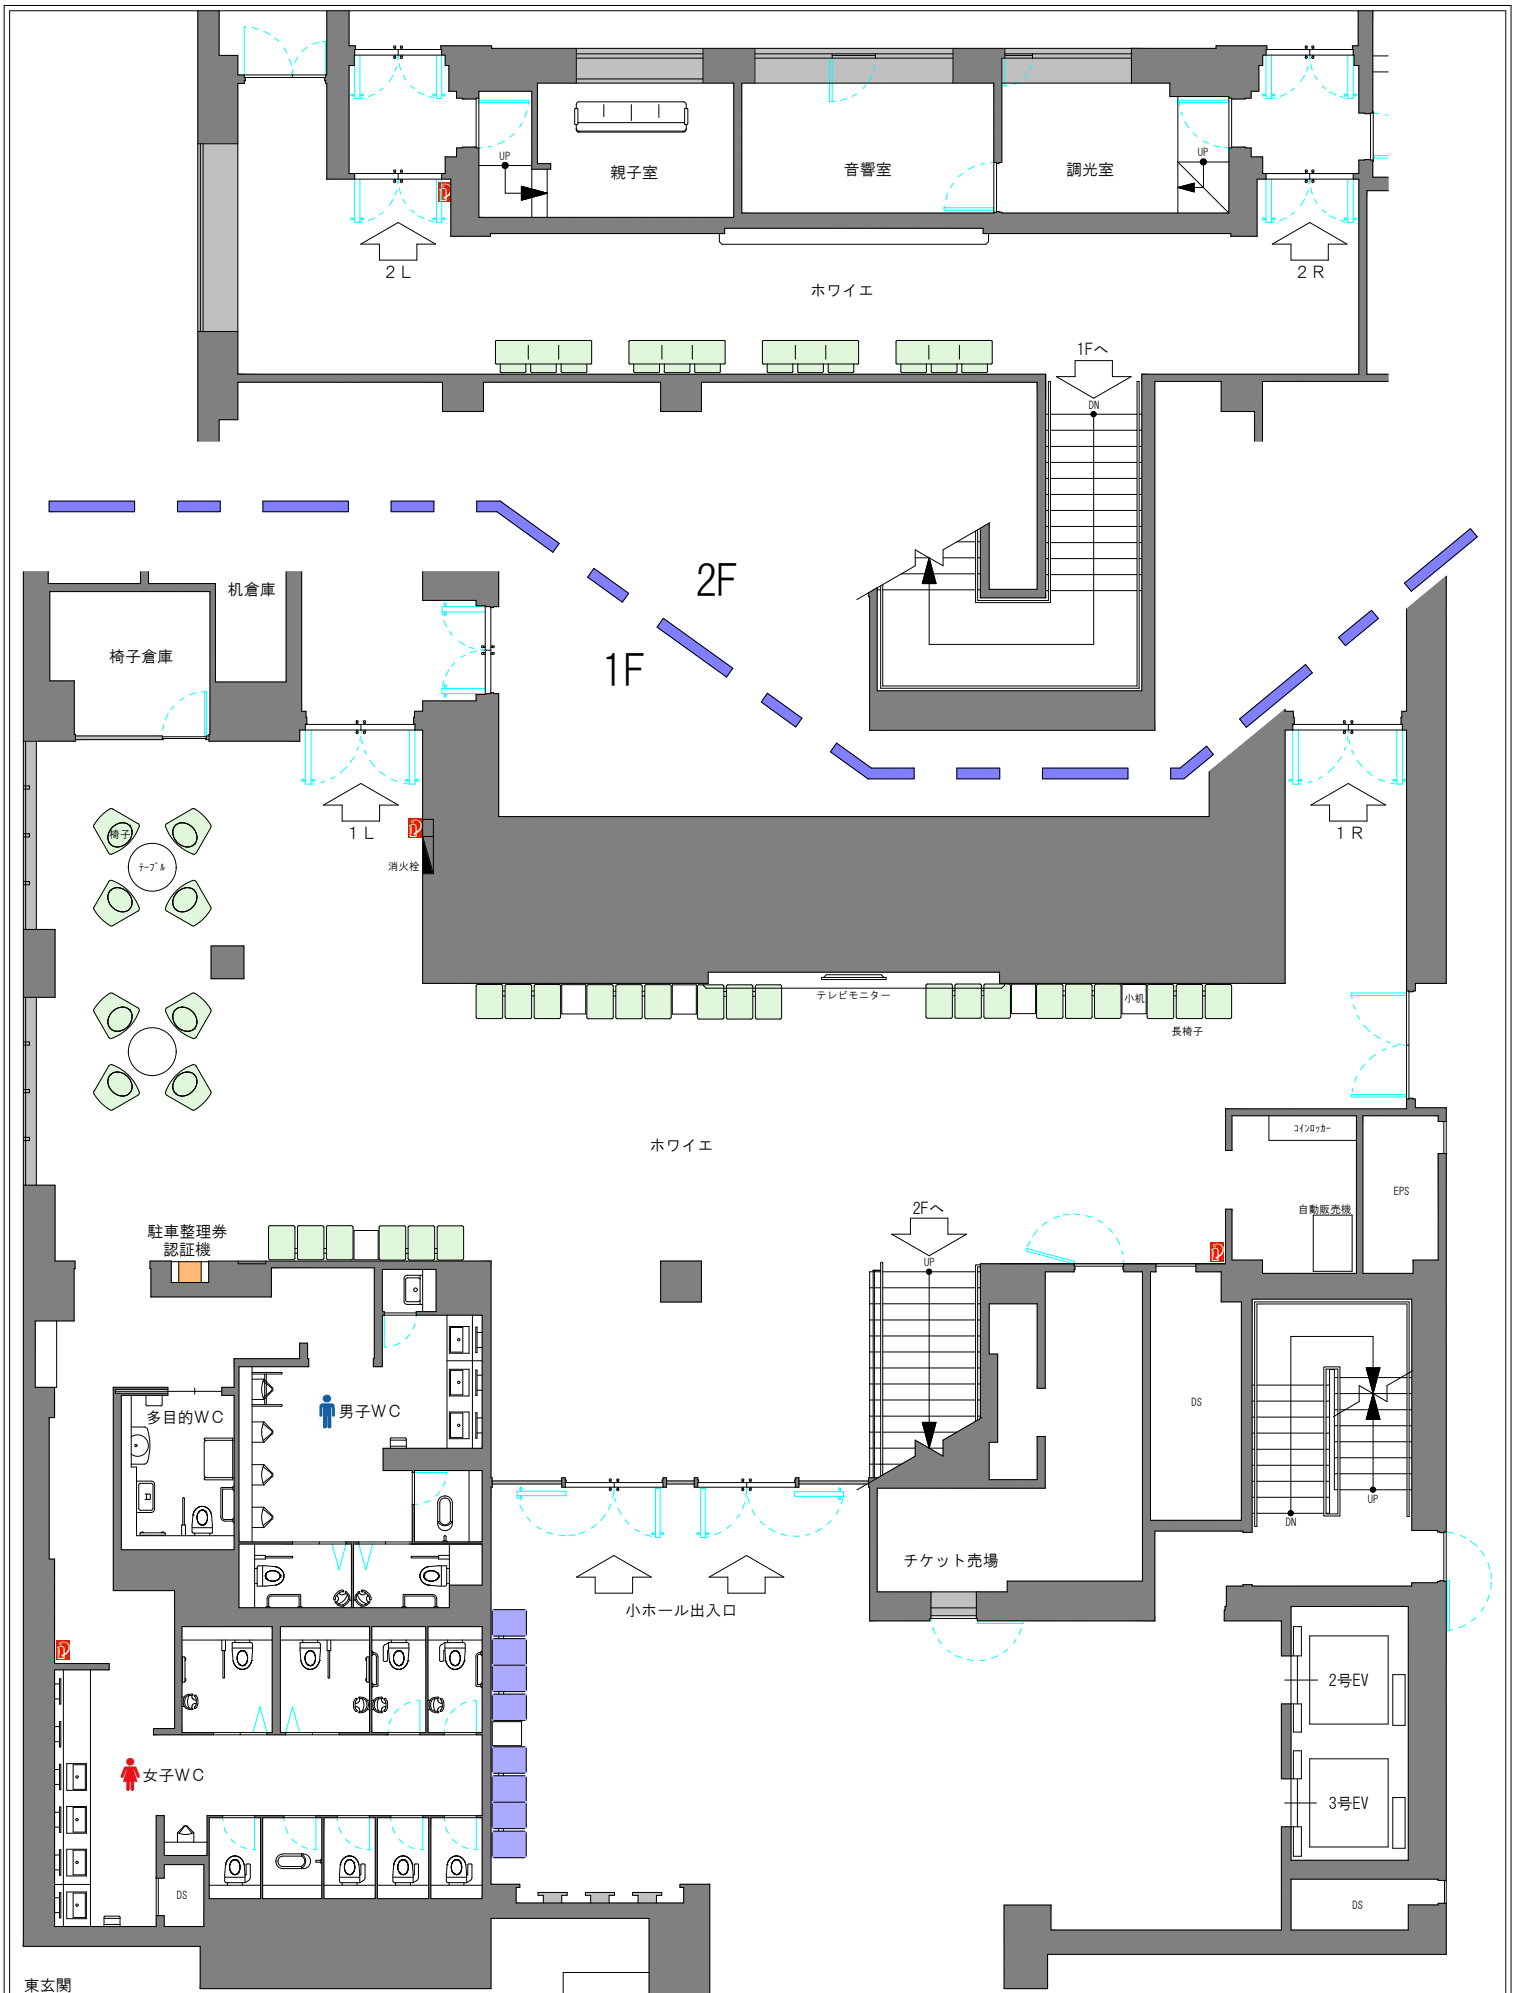 UP
親子室
音響室
調光室
UP
2L
2R
ホワイエ
1Fへ
DN
2F
1F
机倉庫
椅子倉庫
1L
1R
椅子
テーブル
消火栓
テレビモニター
小机
長椅子
ホワイエ
コインロッカー
EPS
自動販売機
駐車整理券
認証機
2Fへ
UP
多目的WC
男子WC
DS
UP
DN
チケット売場
小ホール出入口
2号EV
女子WC
3号EV
DS
DS
東玄関